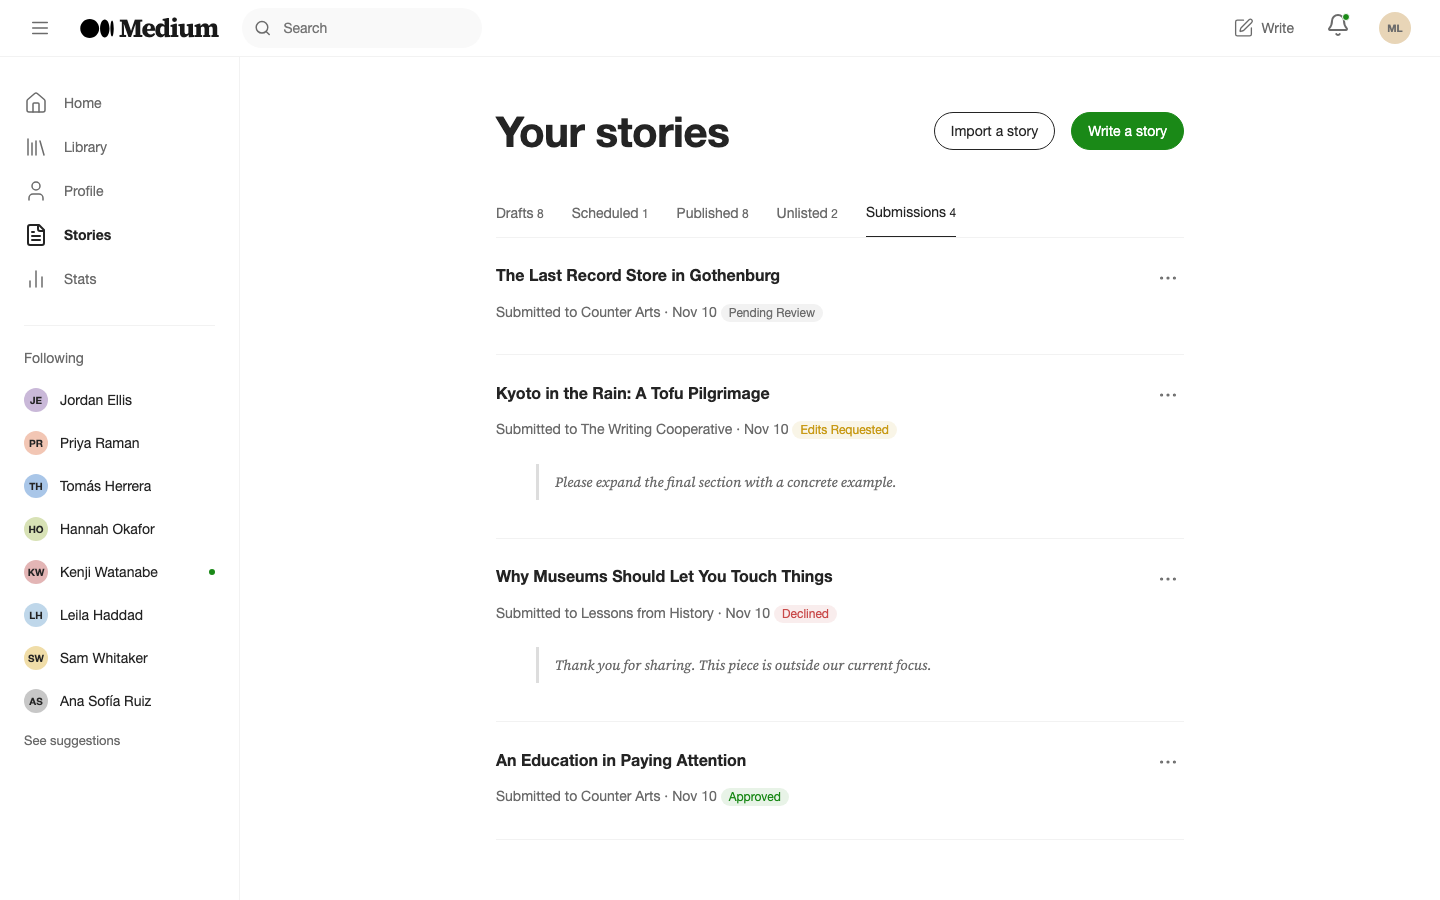 Medium
Search
Write
ML
Home
Library
Profile
Stories
Stats
Following
JE Jordan Ellis
PR Priya Raman
TH Tomás Herrera
HO Hannah Okafor
KW Kenji Watanabe
LH Leila Haddad
SW Sam Whitaker
AS Ana Sofía Ruiz
See suggestions
Your stories
Import a story
Write a story
Drafts 8 Scheduled 1 Published 8 Unlisted 2 Submissions 4
The Last Record Store in Gothenburg
Submitted to Counter Arts · Nov 10 Pending Review
Kyoto in the Rain: A Tofu Pilgrimage
Submitted to The Writing Cooperative · Nov 10 Edits Requested
Please expand the final section with a concrete example.
Why Museums Should Let You Touch Things
Submitted to Lessons from History · Nov 10 Declined
Thank you for sharing. This piece is outside our current focus.
An Education in Paying Attention
Submitted to Counter Arts · Nov 10 Approved